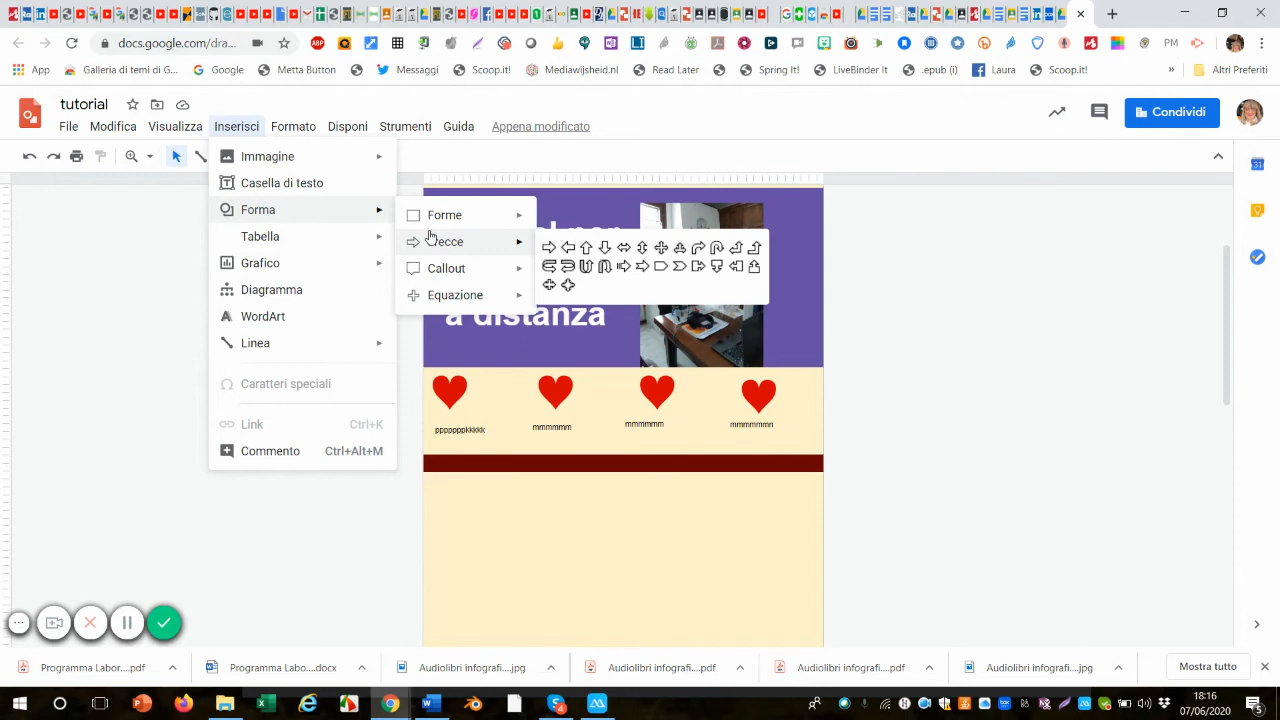 docs.google.com/dra...
PM
App
Galleria di temi di G...
Google
Metta Button
Messaggi
Scoop.it!
Mediawijsheid.nl
Read Later
Spring It!
LiveBinder It
.epub (i)
Laura
Scoop.it!
»
Altri Preferiti
tutorial
Condividi
File
Modifica
Visualizza
Inserisci
Formato
Disponi
Strumenti
Guida
Appena modificato
Immagine
Casella di testo
Forma
Tabella
Grafico
Diagramma
WordArt
Linea
Caratteri speciali
Link Ctrl+K
Commento Ctrl+Alt+M
Forme
Callout
Equazione
a distanza
pppppppkkkkk
mmmmmm
mmmmmm
mmmmmmn
Programma Labor....pdf
Programma Labo....docx
Audiolibri infografi....jpg
Audiolibri infografi....pdf
Audiolibri infografi....pdf
Audiolibri infografi....jpg
Mostra tutto
18:16
07/06/2020